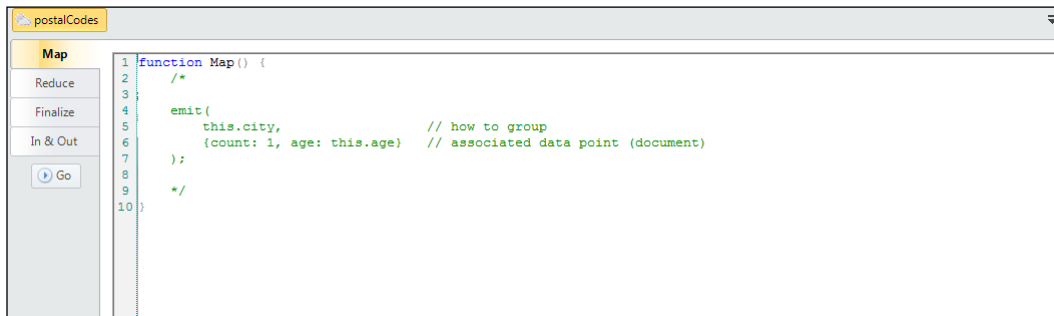 postalCodes
Map
Reduce
Finalize
In & Out
Go
1 function Map() {
2 /*
3
4 emit(
5 this.city, // how to group
6 {count: 1, age: this.age} // associated data point (document)
7 );
8
9 */
10 }